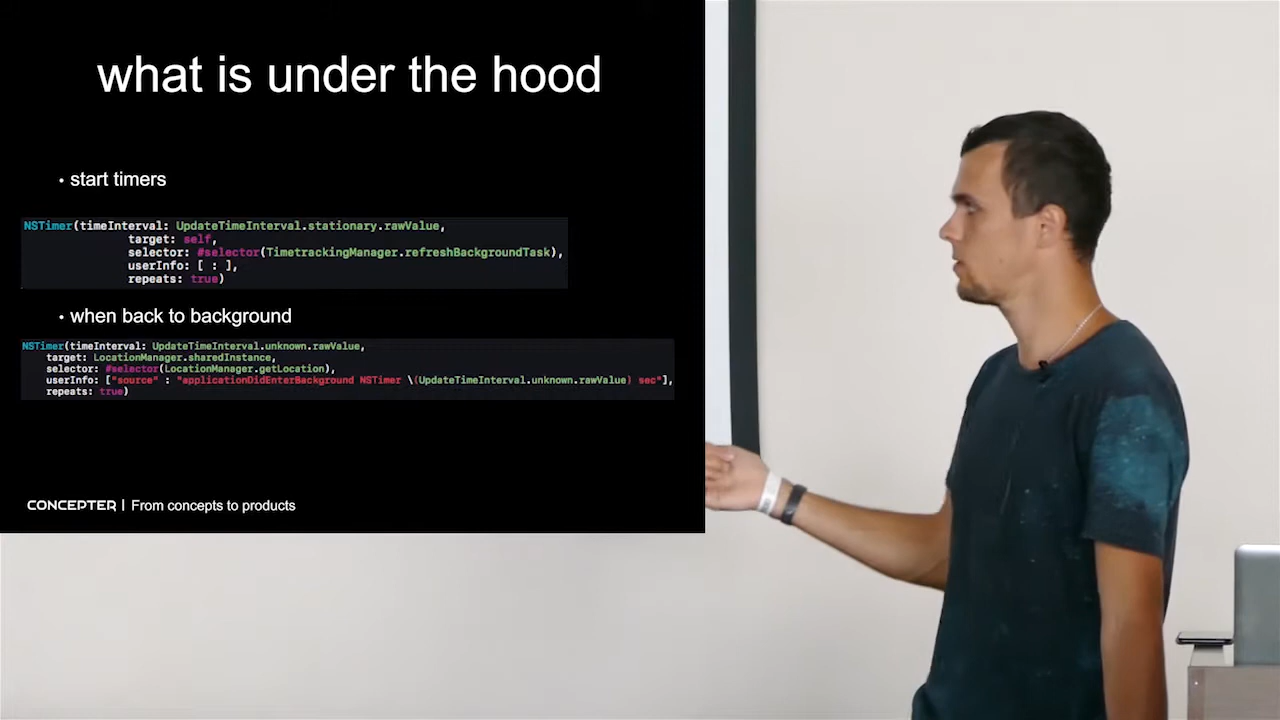 what is under the hood
• start timers
NSTimer(timeInterval: UpdateTimeInterval.stationary.rawValue,
target: self,
selector: #selector(TimetrackingManager.refreshBackgroundTask),
userInfo: [ : ],
repeats: true)
• when back to background
NSTimer(timeInterval: UpdateTimeInterval.unknown.rawValue,
target: LocationManager.sharedInstance,
selector: #selector(LocationManager.getLocation),
userInfo: ["source" : "applicationDidEnterBackground NSTimer \(UpdateTimeInterval.unknown.rawValue) sec"],
repeats: true)
CONCEPTER | From concepts to products